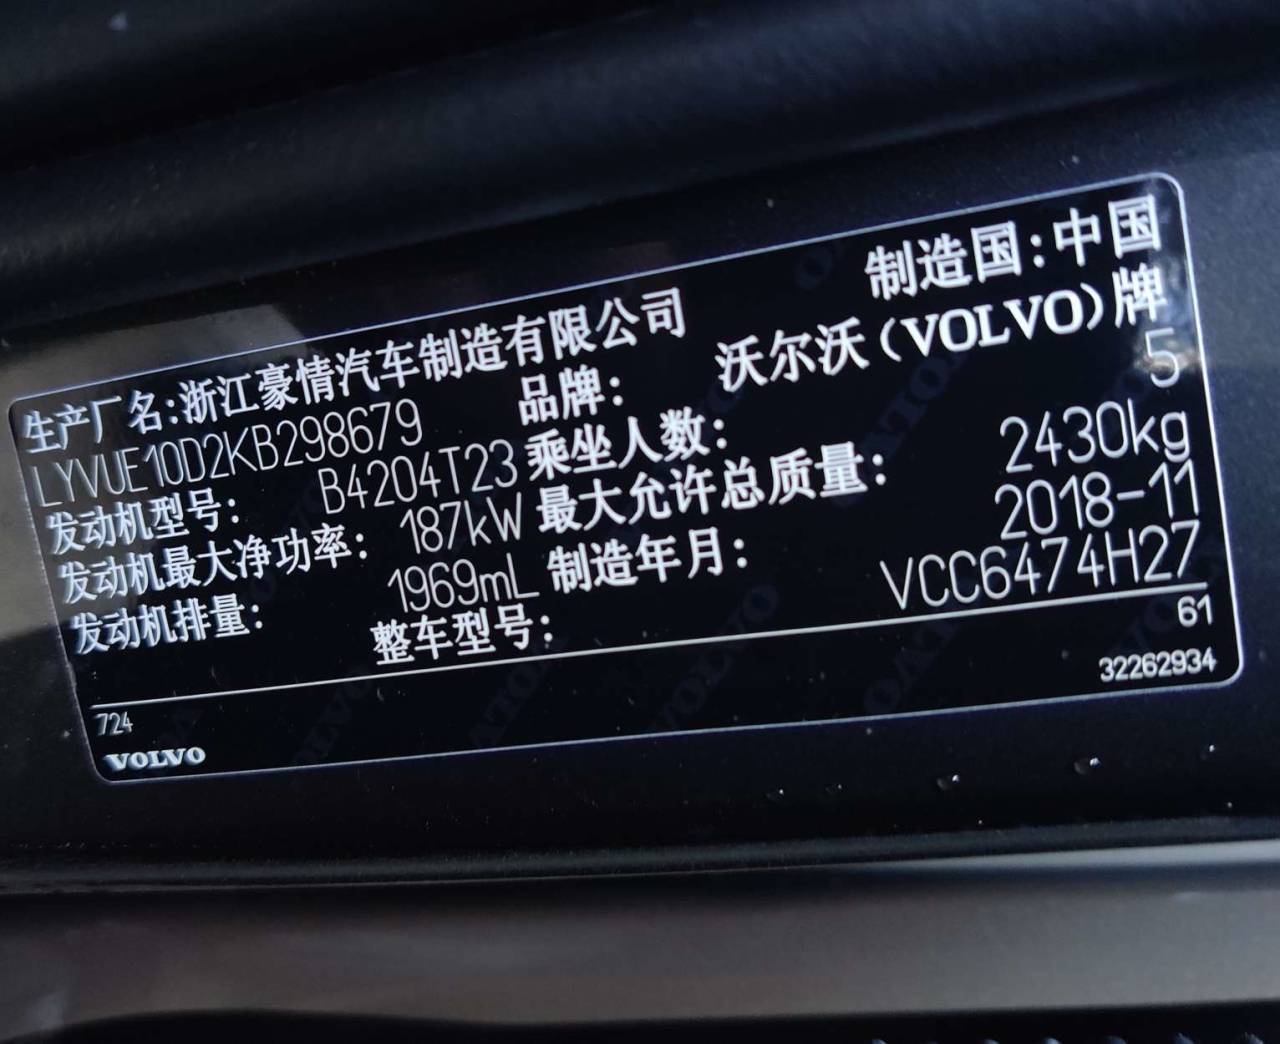 制造国:中国
生产厂名:浙江豪情汽车制造有限公司
品牌: 沃尔沃(VOLVO)牌
LYVUE10D2KB298679
乘坐人数: 5
发动机型号: B4204T23
最大允许总质量: 2430kg
发动机最大净功率: 187kW
制造年月: 2018-11
发动机排量: 1969mL
整车型号: VCC6474H27
61
724
32262934
VOLVO